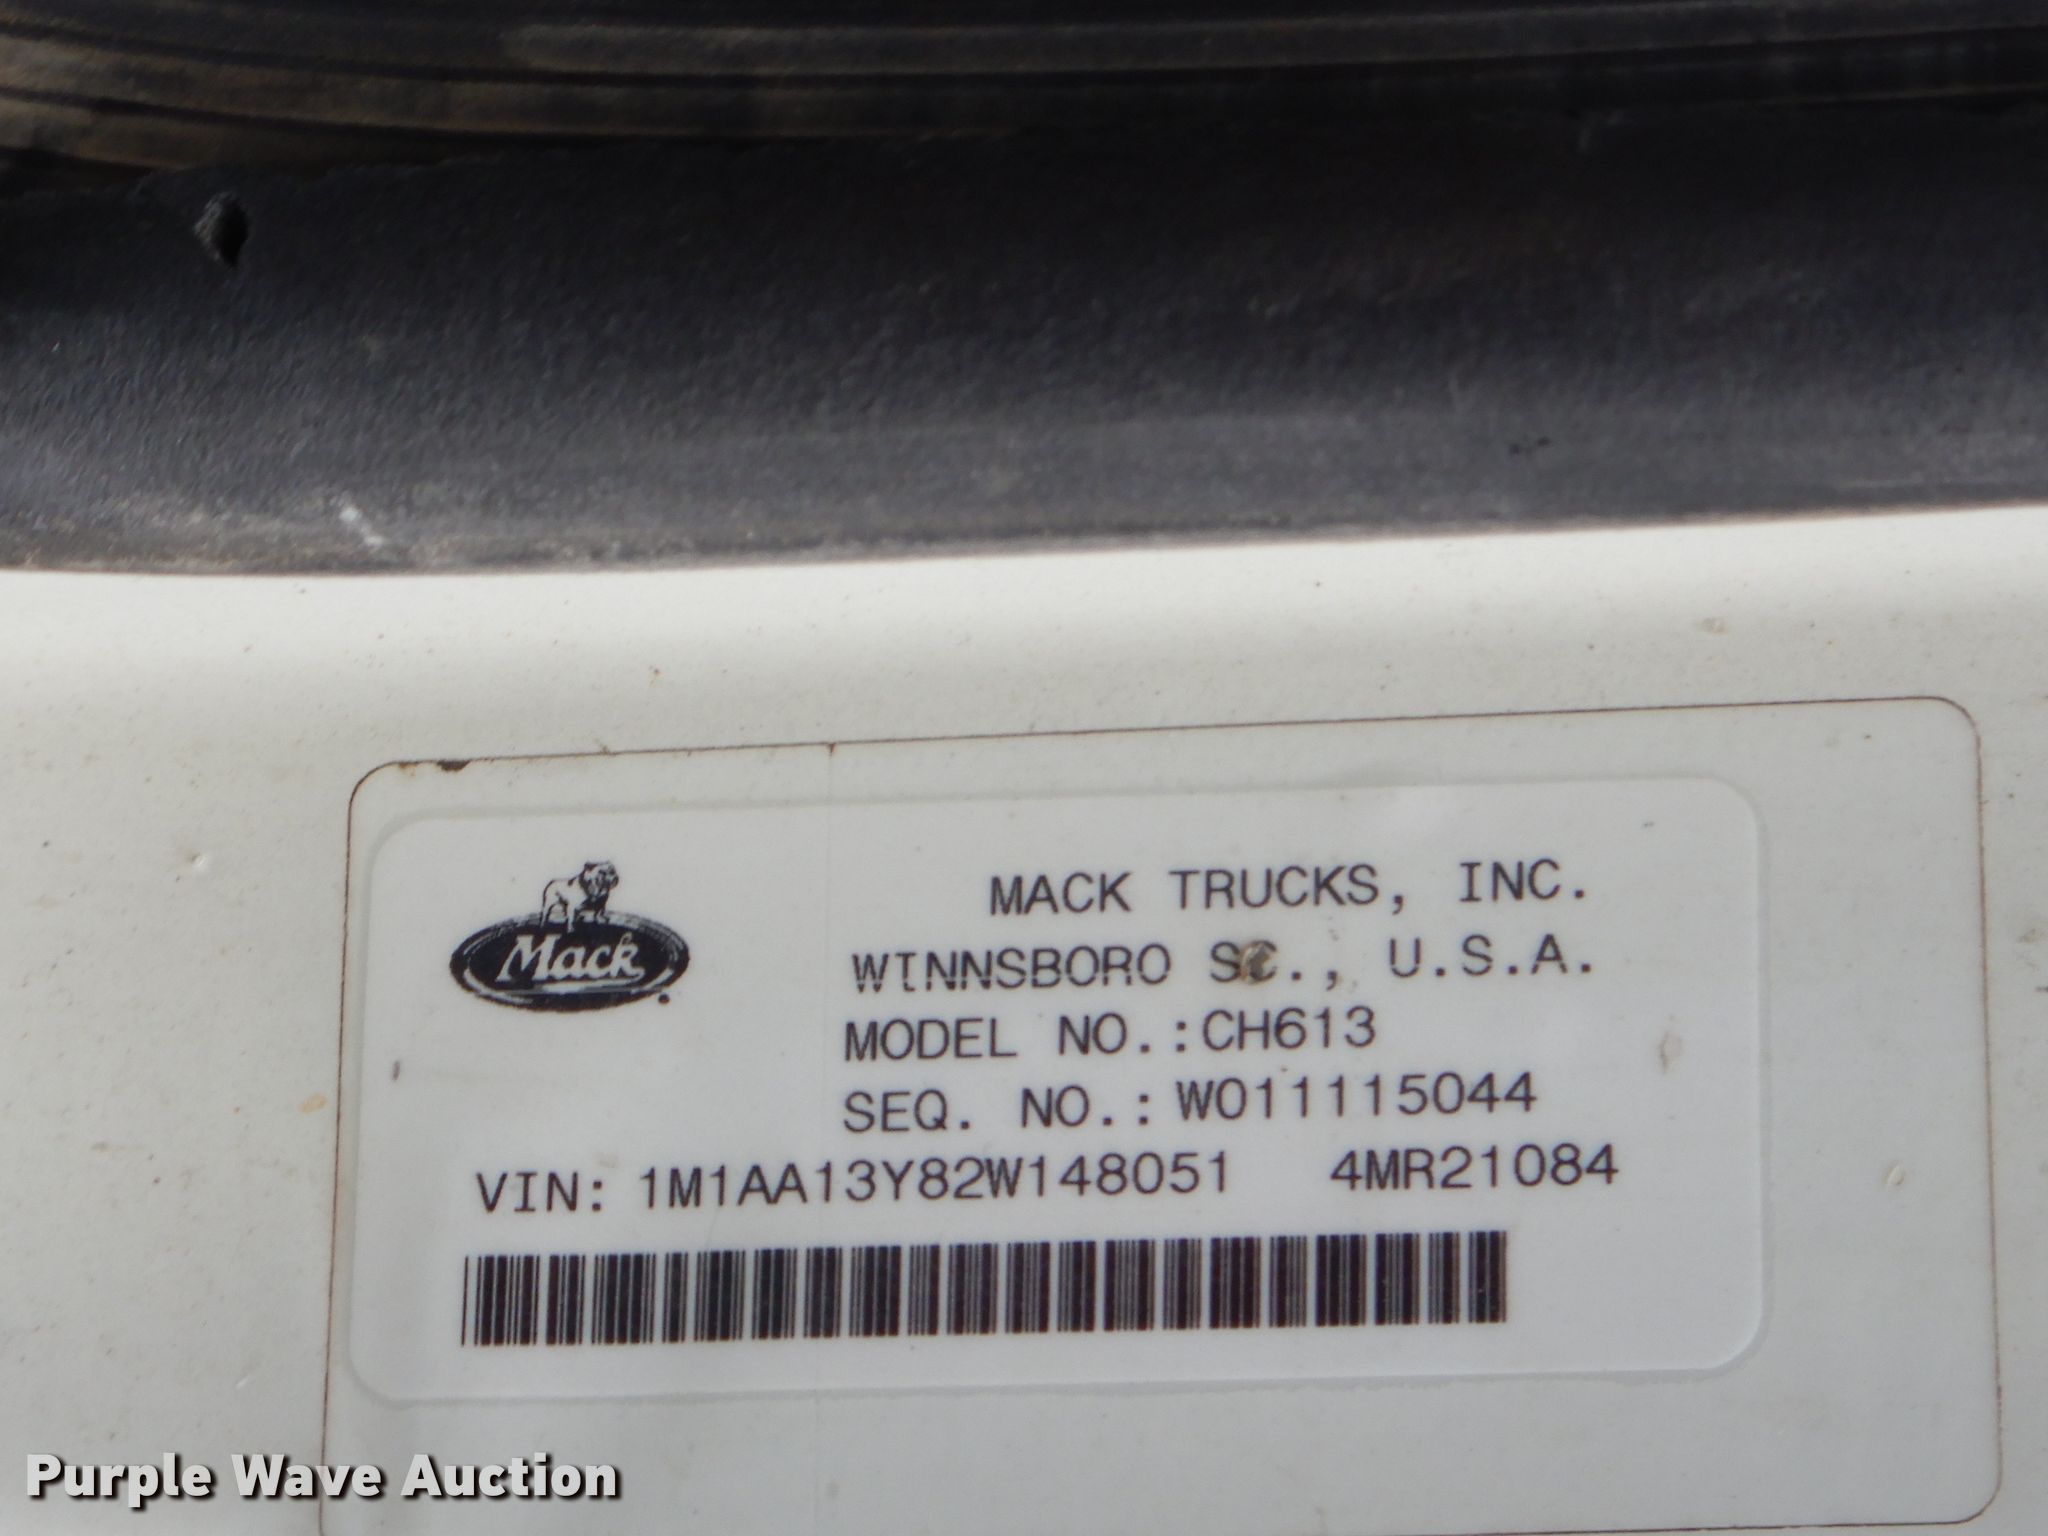 MACK TRUCKS, INC.
Mack
WINNSBORO SC., U.S.A.
MODEL NO.:CH613
SEQ. NO.:W011115044
VIN: 1M1AA13Y82W148051 4MR21084
Purple Wave Auction